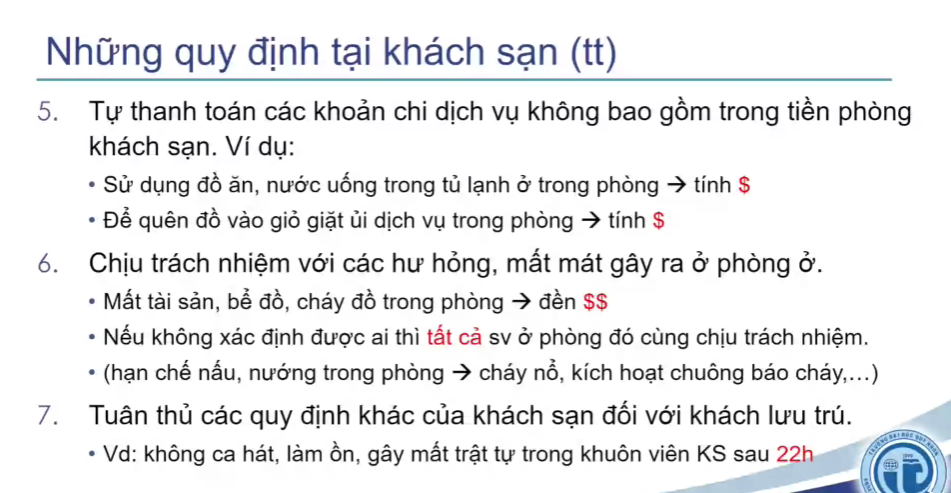 Những quy định tại khách sạn (tt)
5. Tự thanh toán các khoản chi dịch vụ không bao gồm trong tiền phòng
khách sạn. Ví dụ:
• Sử dụng đồ ăn, nước uống trong tủ lạnh ở trong phòng → tính $
• Để quên đồ vào giỏ giặt ủi dịch vụ trong phòng → tính $
6. Chịu trách nhiệm với các hư hỏng, mất mát gây ra ở phòng ở.
• Mất tài sản, bể đồ, cháy đồ trong phòng → đền $$
• Nếu không xác định được ai thì tất cả sv ở phòng đó cùng chịu trách nhiệm.
• (hạn chế nấu, nướng trong phòng → cháy nổ, kích hoạt chuông báo cháy,...)
7. Tuân thủ các quy định khác của khách sạn đối với khách lưu trú.
• Vd: không ca hát, làm ồn, gây mất trật tự trong khuôn viên KS sau 22h